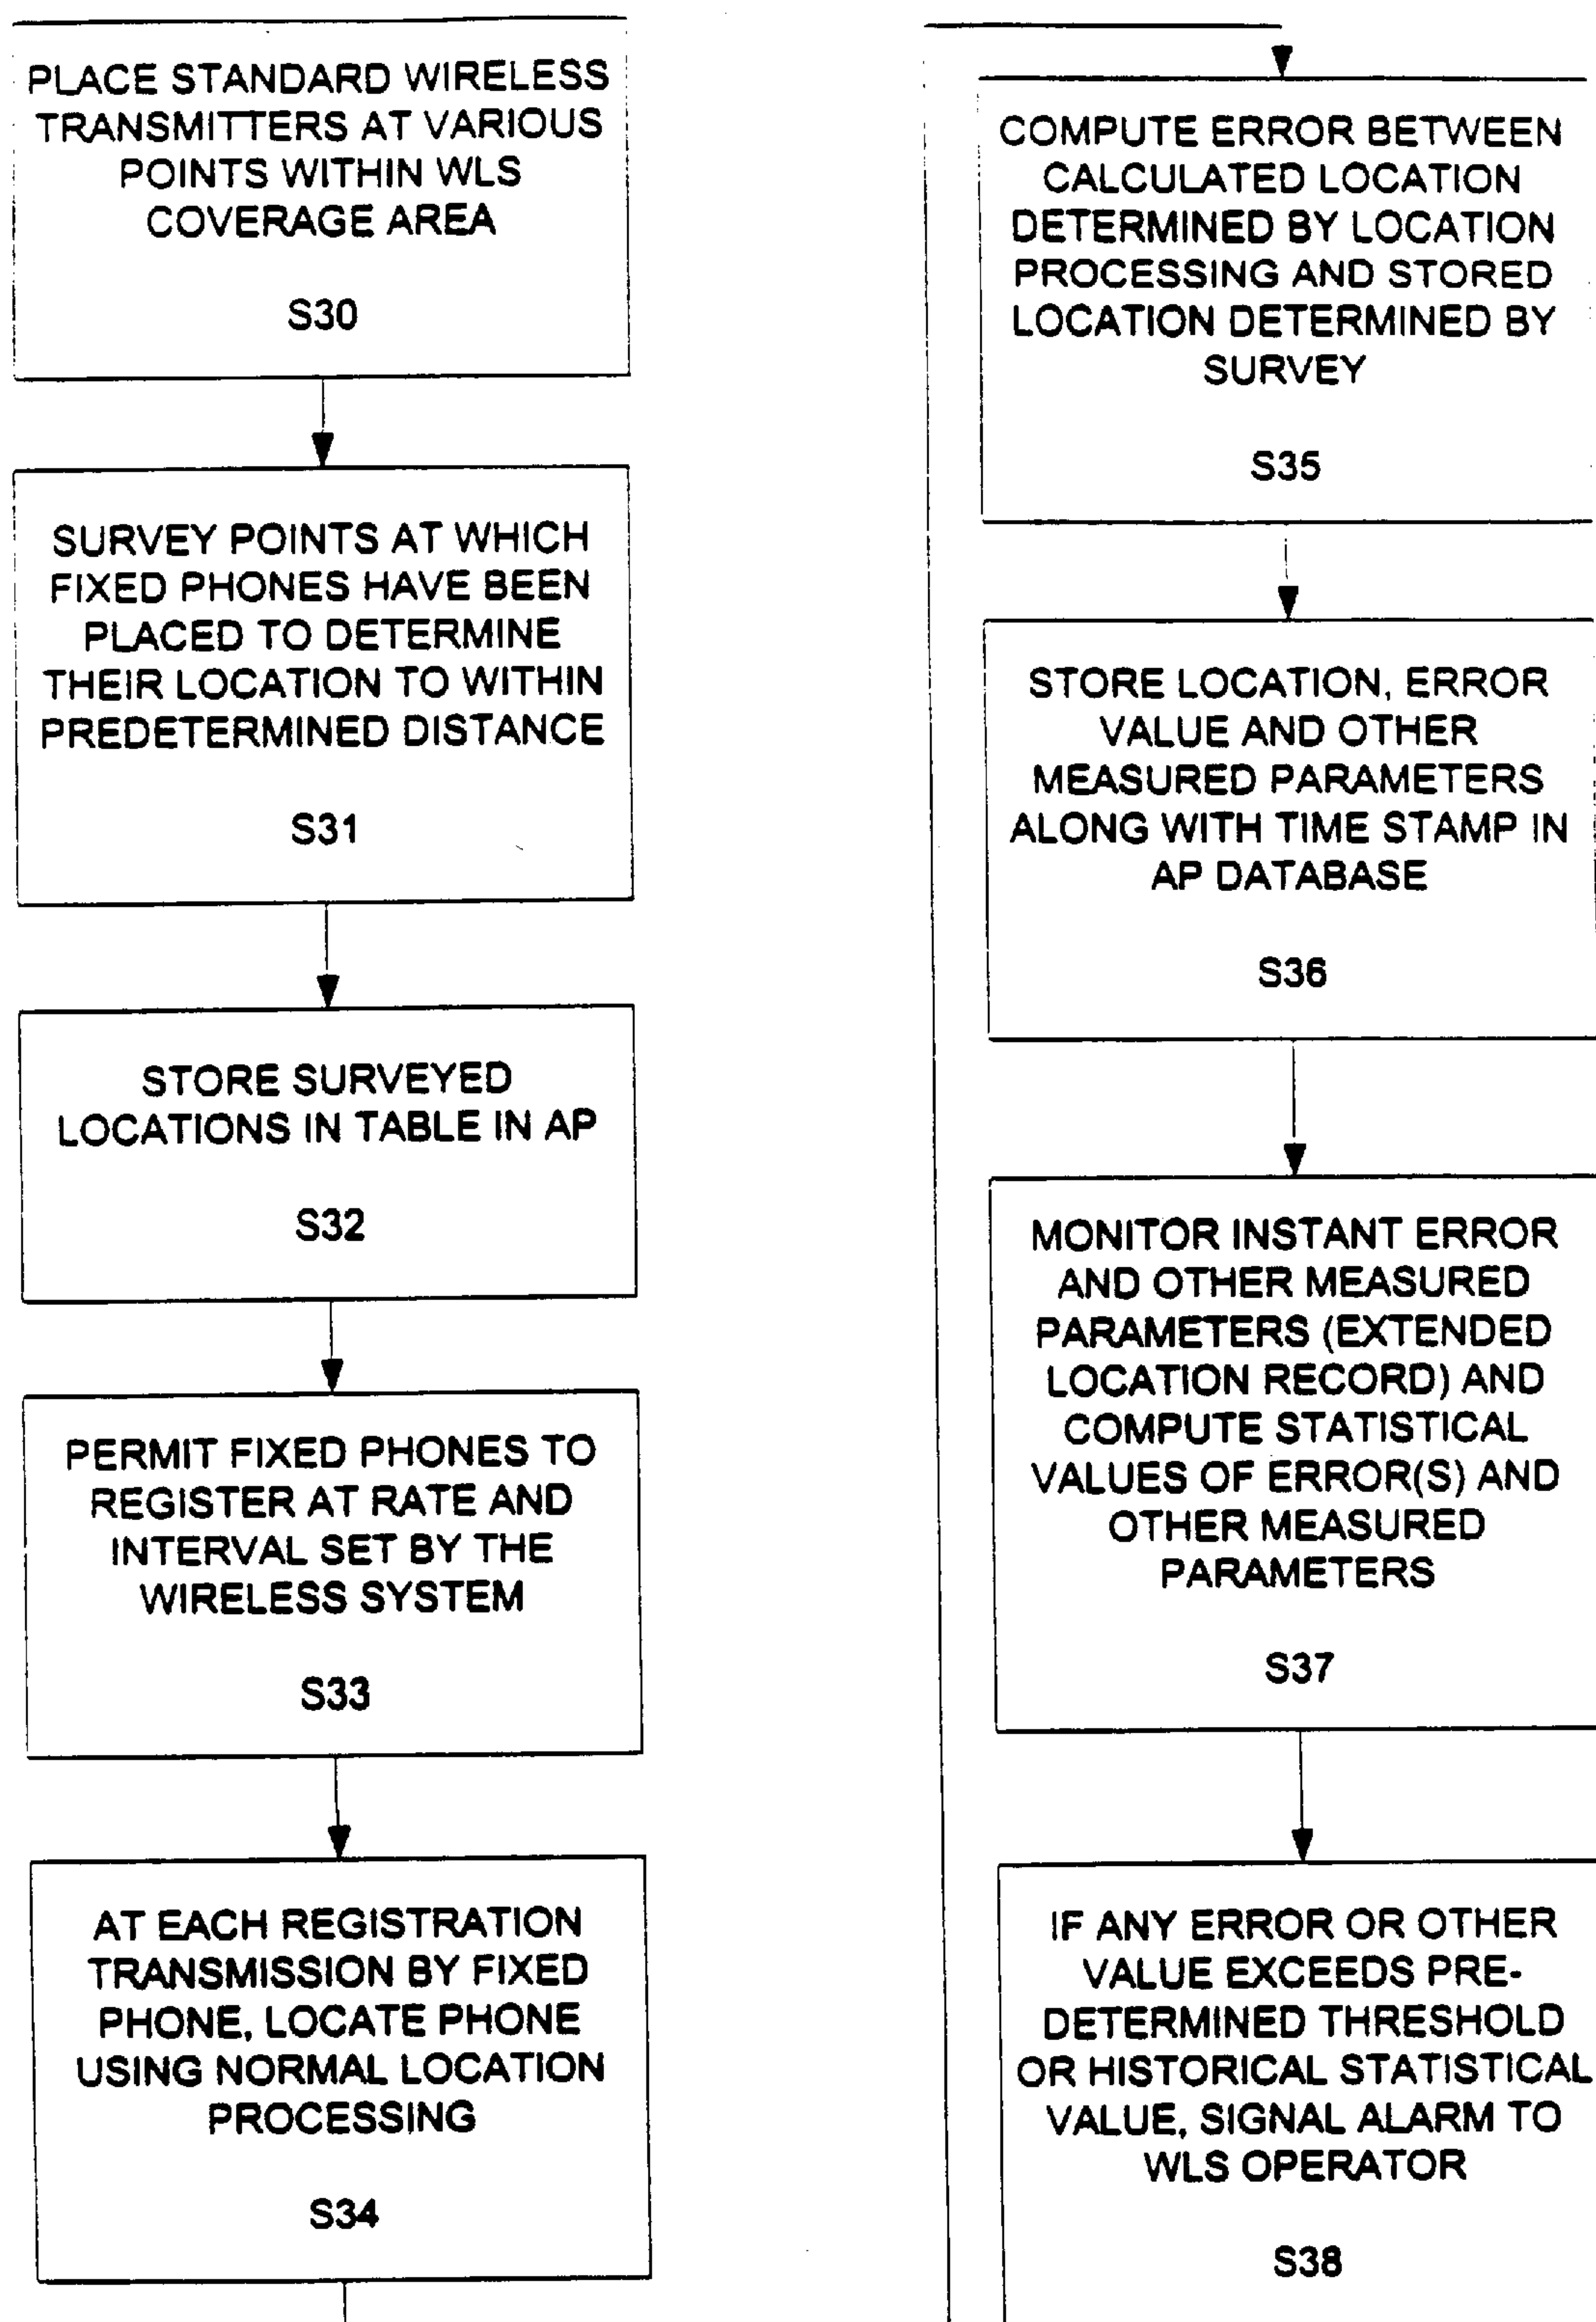 PLACE STANDARD WIRELESS
TRANSMITTERS AT VARIOUS
POINTS WITHIN WLS
COVERAGE AREA
S30
SURVEY POINTS AT WHICH
FIXED PHONES HAVE BEEN
PLACED TO DETERMINE
THEIR LOCATION TO WITHIN
PREDETERMINED DISTANCE
S31
STORE SURVEYED
LOCATIONS IN TABLE IN AP
S32
PERMIT FIXED PHONES TO
REGISTER AT RATE AND
INTERVAL SET BY THE
WIRELESS SYSTEM
S33
AT EACH REGISTRATION
TRANSMISSION BY FIXED
PHONE, LOCATE PHONE
USING NORMAL LOCATION
PROCESSING
S34
COMPUTE ERROR BETWEEN
CALCULATED LOCATION
DETERMINED BY LOCATION
PROCESSING AND STORED
LOCATION DETERMINED BY
SURVEY
S35
STORE LOCATION, ERROR
VALUE AND OTHER
MEASURED PARAMETERS
ALONG WITH TIME STAMP IN
AP DATABASE
S36
MONITOR INSTANT ERROR
AND OTHER MEASURED
PARAMETERS (EXTENDED
LOCATION RECORD) AND
COMPUTE STATISTICAL
VALUES OF ERROR(S) AND
OTHER MEASURED
PARAMETERS
S37
IF ANY ERROR OR OTHER
VALUE EXCEEDS PRE-
DETERMINED THRESHOLD
OR HISTORICAL STATISTICAL
VALUE, SIGNAL ALARM TO
WLS OPERATOR
S38